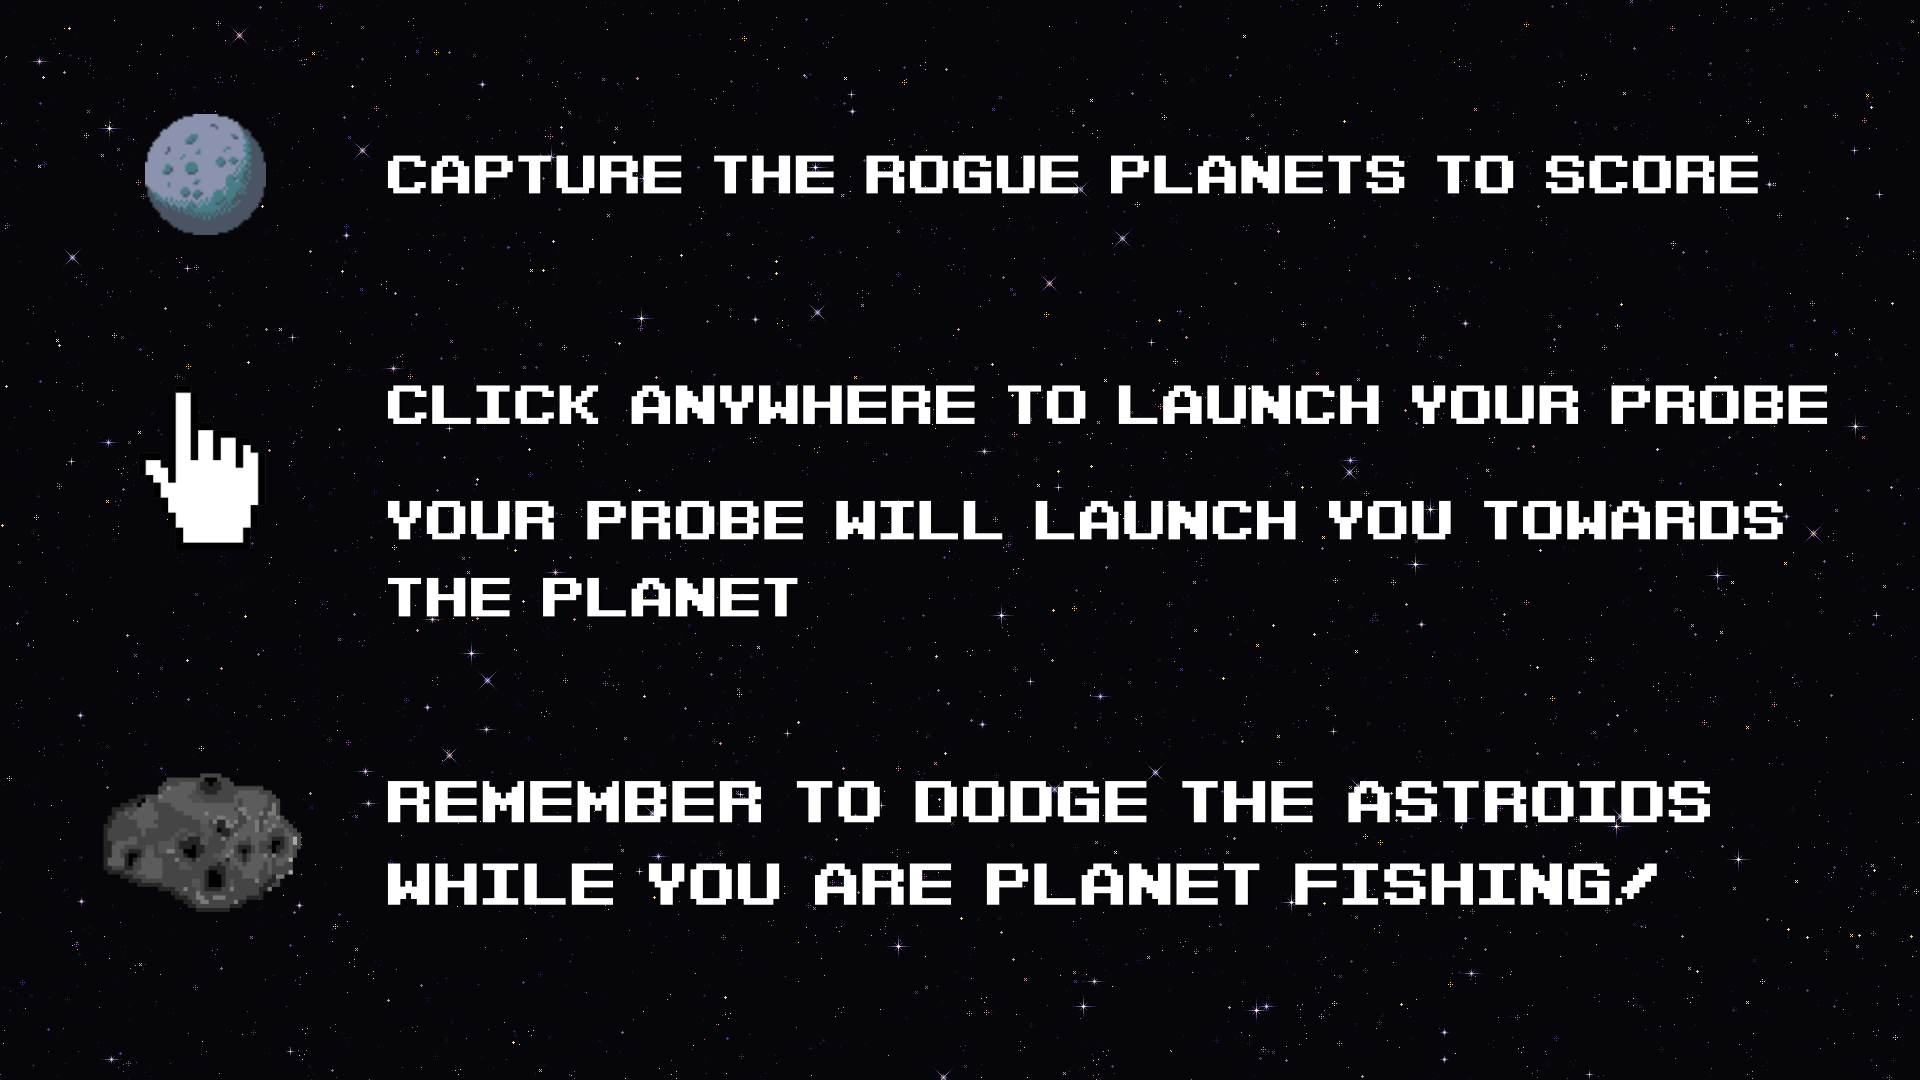 CAPTURE THE ROGUE PLANETS TO SCORE
CLICK ANYWHERE TO LAUNCH YOUR PROBE
YOUR PROBE WILL LAUNCH YOU TOWARDS
THE PLANET
REMEMBER TO DODGE THE ASTROIDS
WHILE YOU ARE PLANET FISHING!